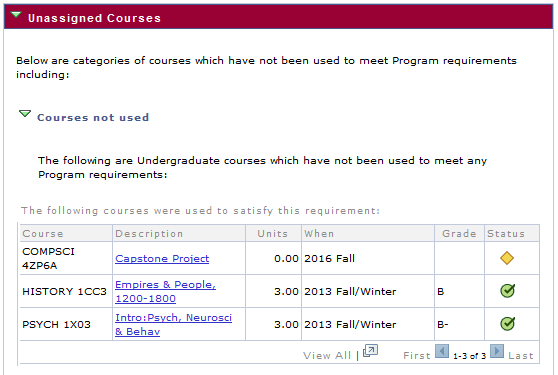 Unassigned Courses
Below are categories of courses which have not been used to meet Program requirements
including:
Courses not used
The following are Undergraduate courses which have not been used to meet any
Program requirements:
The following courses were used to satisfy this requirement:
Course Description Units When Grade Status
COMPSCI
4ZP6A Capstone Project 0.00 2016 Fall
HISTORY 1CC3 Empires & People,
1200-1800 3.00 2013 Fall/Winter B
PSYCH 1X03 Intro:Psych, Neurosci
& Behav 3.00 2013 Fall/Winter B-
View All | First 1-3 of 3 Last